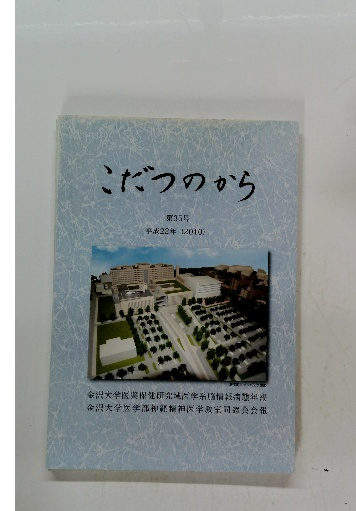 こだつのから
第35号
平成22年（2010）
金沢大学医薬保健研究域医学系脳情報病態学
金沢大学医学部神経精神医学教室同窓会会報